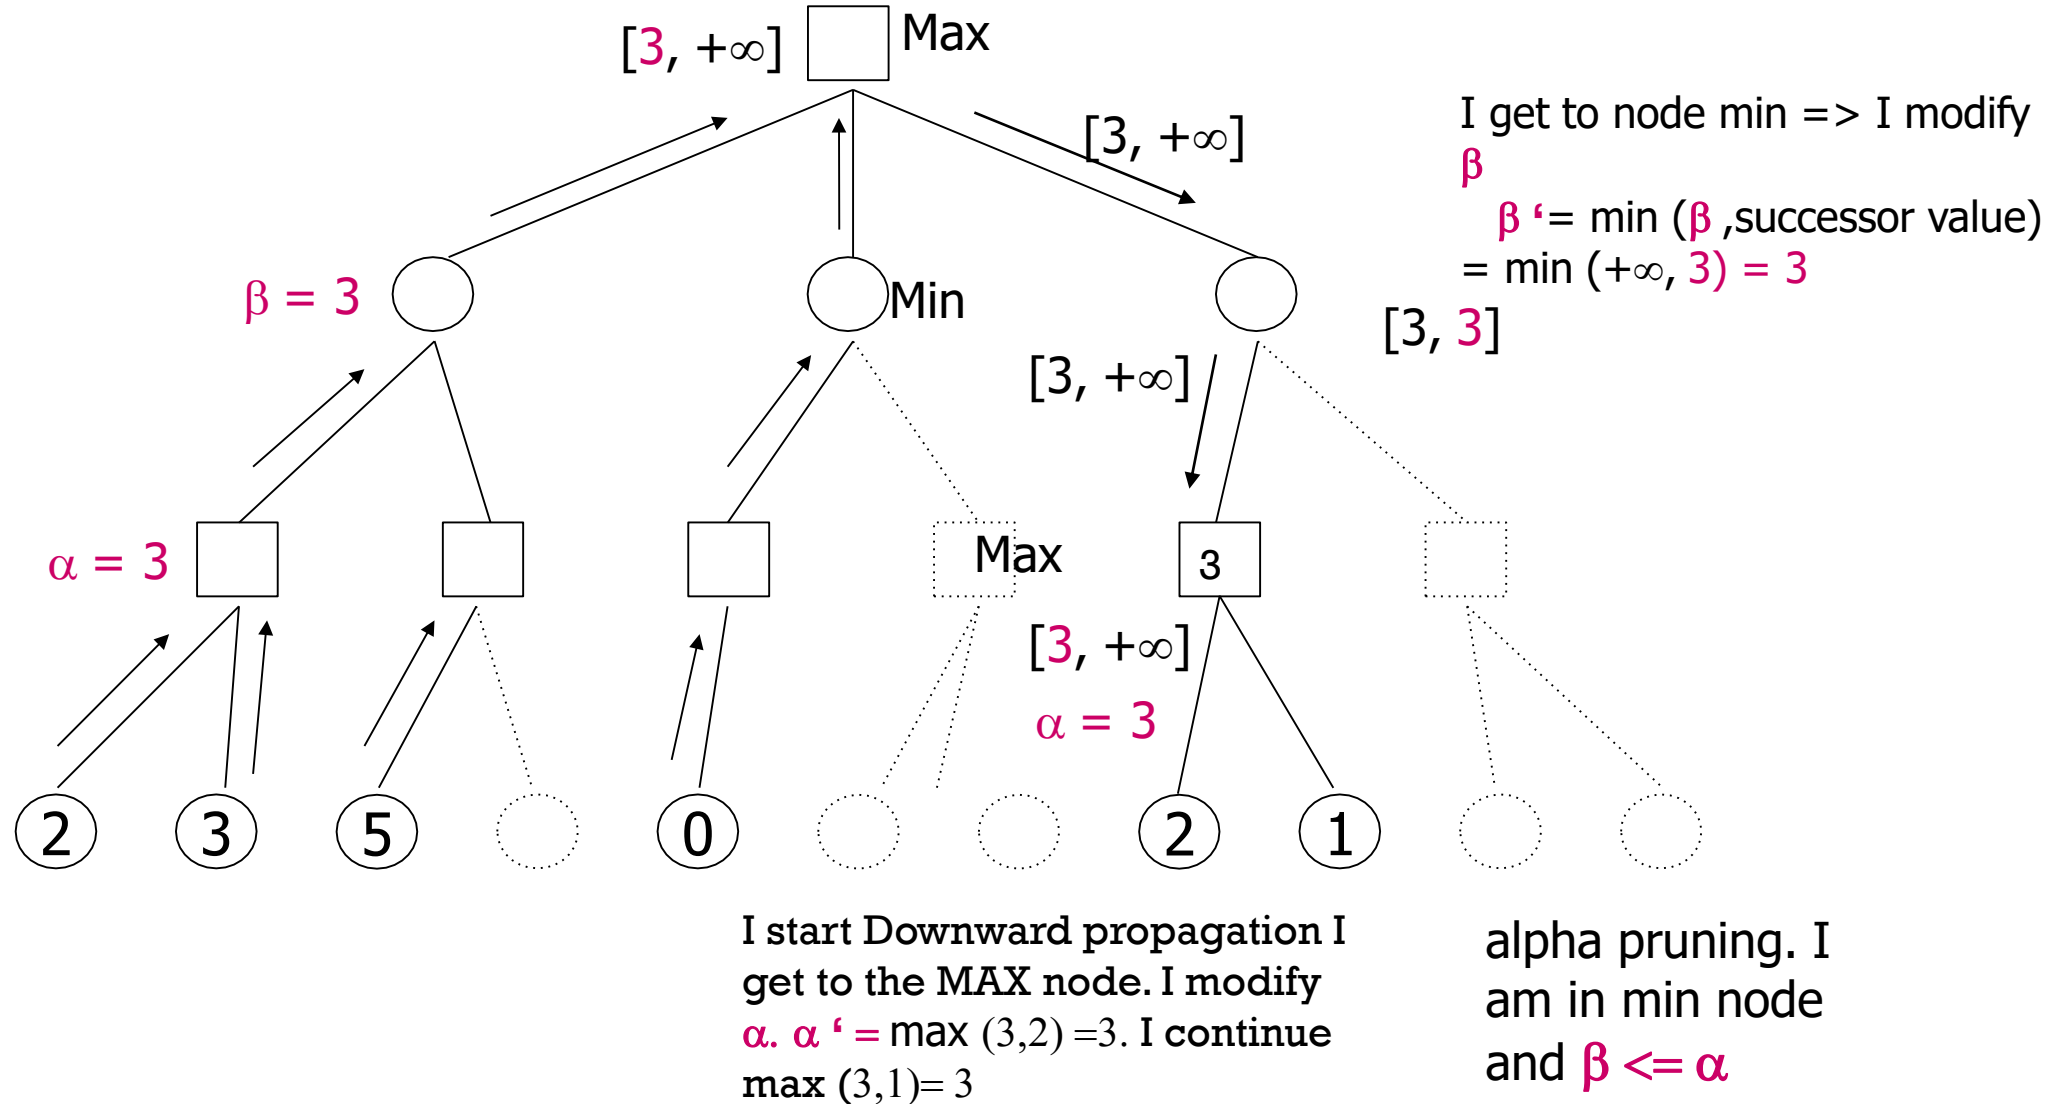 [3, +∞]
Max
[3, +∞]
I get to node min => I modify
β
β ‘= min (β ,successor value)
= min (+∞, 3) = 3
β = 3
Min
[3, 3]
[3, +∞]
α = 3
Max
3
[3, +∞]
α = 3
2
3
5
0
2
1
I start Downward propagation I
get to the MAX node. I modify
α. α ‘ = max (3,2) =3. I continue
max (3,1)= 3
alpha pruning. I
am in min node
and β <= α